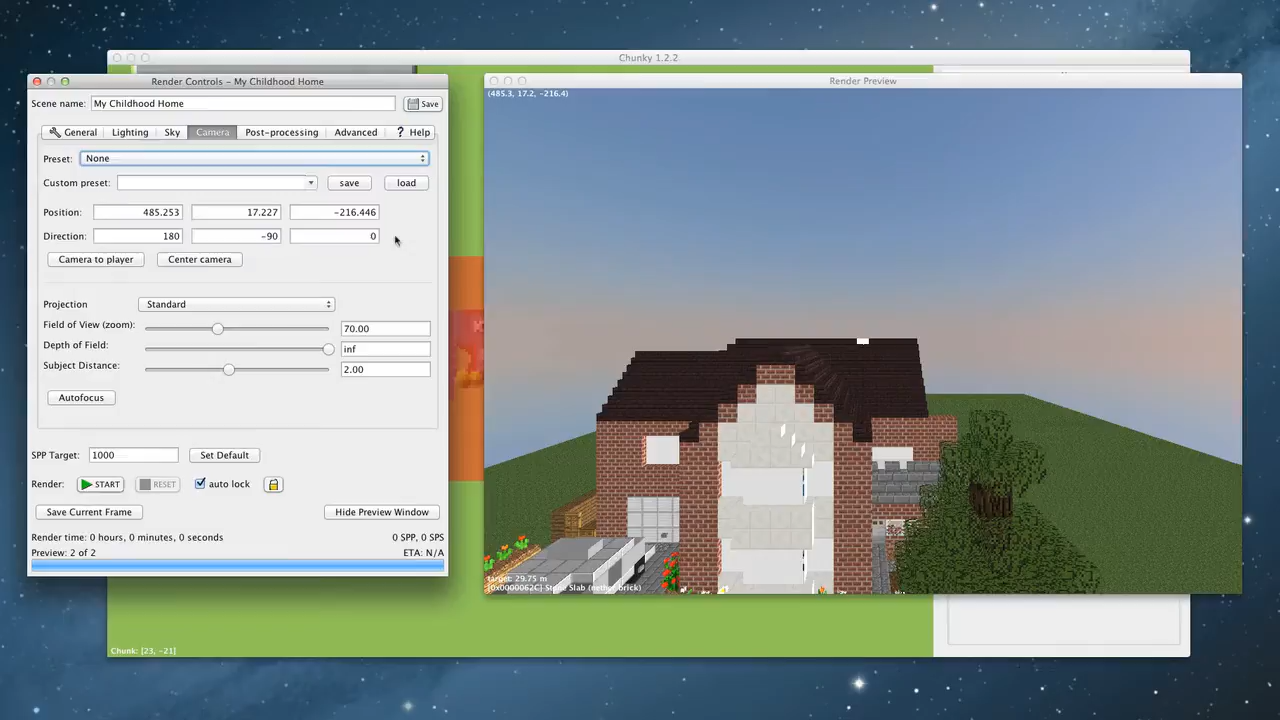 Chunky 1.2.2
Render Controls - My Childhood Home
Scene name: My Childhood Home Save
General Lighting Sky Camera Post-processing Advanced ? Help
Preset: None
Custom preset: save load
Position: 485.253 17.227 -216.446
Direction: 180 -90 0
Camera to player Center camera
Projection Standard
Field of View (zoom): 70.00
Depth of Field: inf
Subject Distance: 2.00
Autofocus
SPP Target: 1000 Set Default
Render: START RESET auto lock
Save Current Frame Hide Preview Window
Render time: 0 hours, 0 minutes, 0 seconds 0 SPP, 0 SPS
Preview: 2 of 2 ETA: N/A
Render Preview
(485.3, 17.2, -216.4)
target: 29.75 m
[0x0000062C] Stone Slab (nether brick)
Chunk: [23, -21]